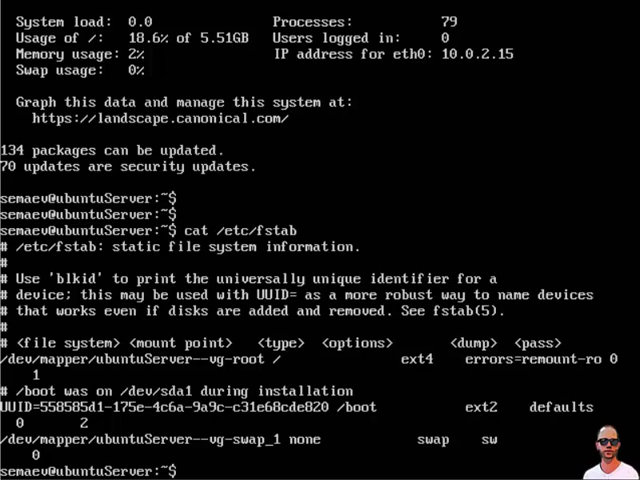 System load: 0.0 Processes: 79
Usage of /: 18.6% of 5.51GB Users logged in: 0
Memory usage: 2% IP address for eth0: 10.0.2.15
Swap usage: 0%
Graph this data and manage this system at:
https://landscape.canonical.com/
134 packages can be updated.
70 updates are security updates.
semaev@ubuntuServer:~$
semaev@ubuntuServer:~$
semaev@ubuntuServer:~$ cat /etc/fstab
# /etc/fstab: static file system information.
#
# Use 'blkid' to print the universally unique identifier for a
# device; this may be used with UUID= as a more robust way to name devices
# that works even if disks are added and removed. See fstab(5).
#
# <file system> <mount point> <type> <options> <dump> <pass>
/dev/mapper/ubuntuServer--vg-root / ext4 errors=remount-ro 0
1
# /boot was on /dev/sda1 during installation
UUID=558585d1-175e-4c6a-9a9c-c31e68cde820 /boot ext2 defaults
0 2
/dev/mapper/ubuntuServer--vg-swap_1 none swap sw
0
semaev@ubuntuServer:~$